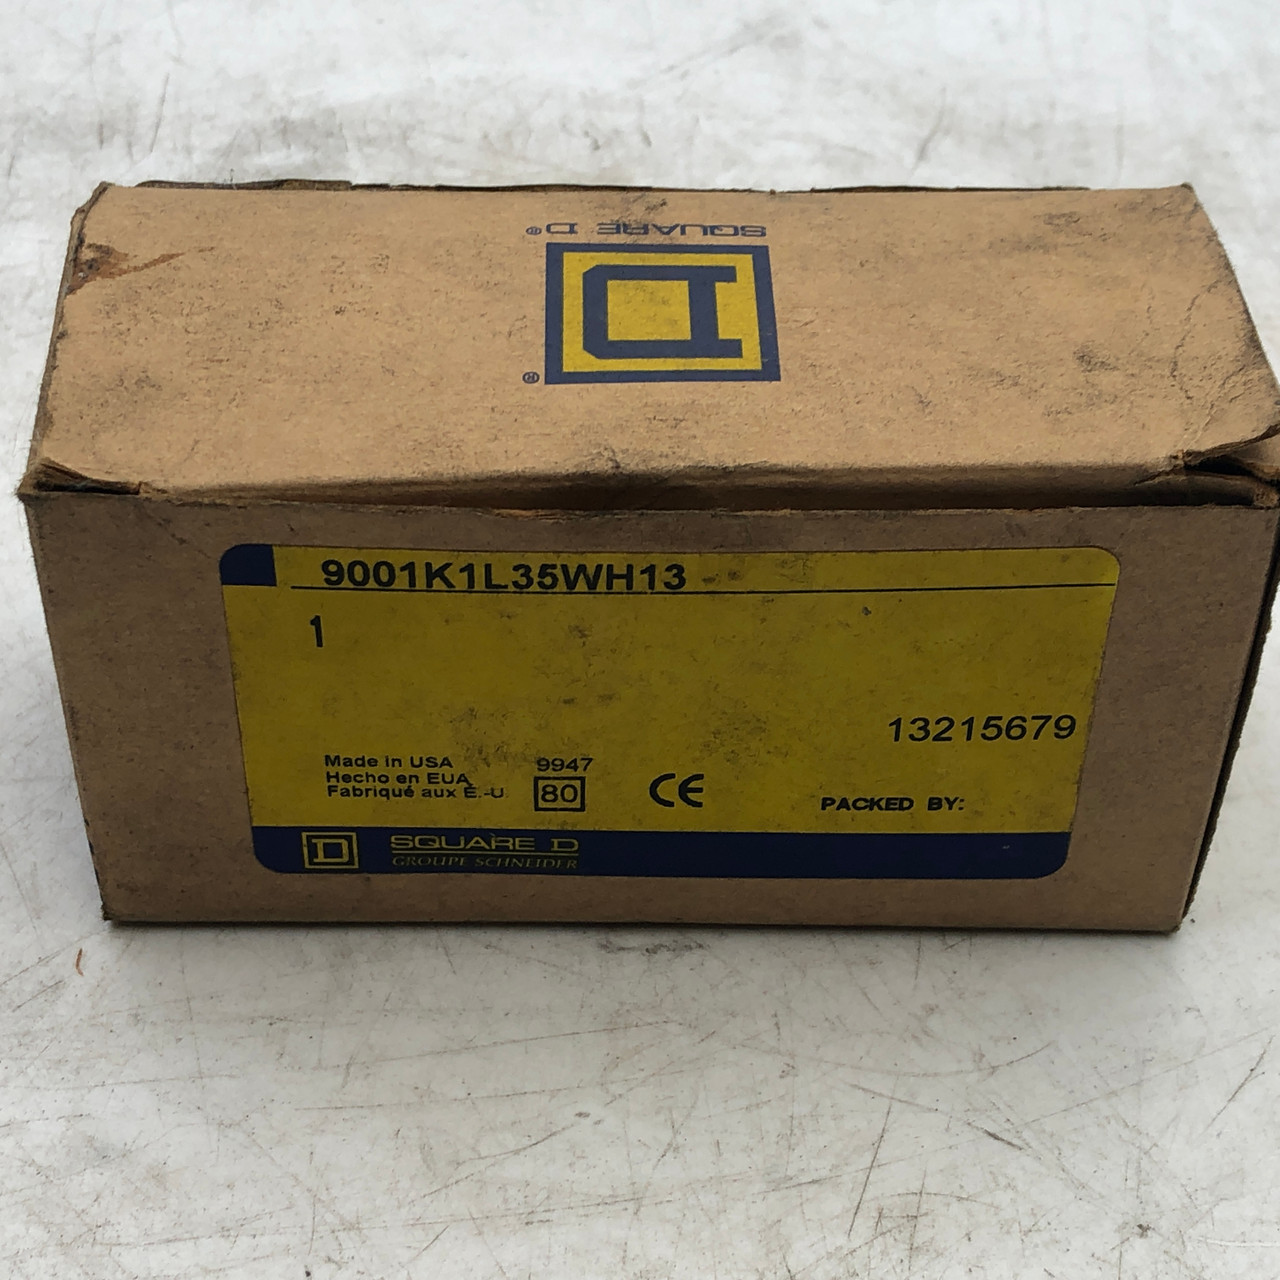 SQUARE D®
D
®
9001K1L35WH13
1
13215679
Made in USA
Hecho en EUA
Fabriqué aux É.-U
9947
80
CE
PACKED BY:
D SQUARE D
GROUPE SCHNEIDER